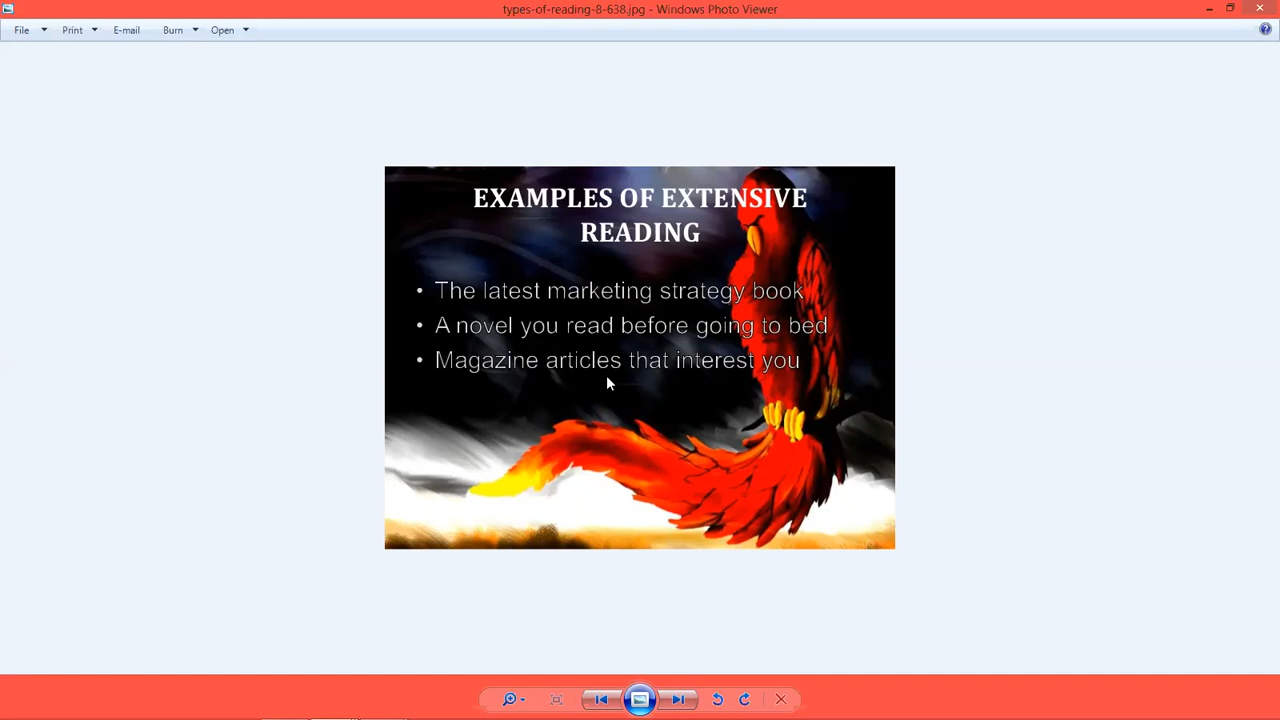 types-of-reading-8-638.jpg - Windows Photo Viewer
File Print E-mail Burn Open
EXAMPLES OF EXTENSIVE
READING
• The latest marketing strategy book
• A novel you read before going to bed
• Magazine articles that interest you